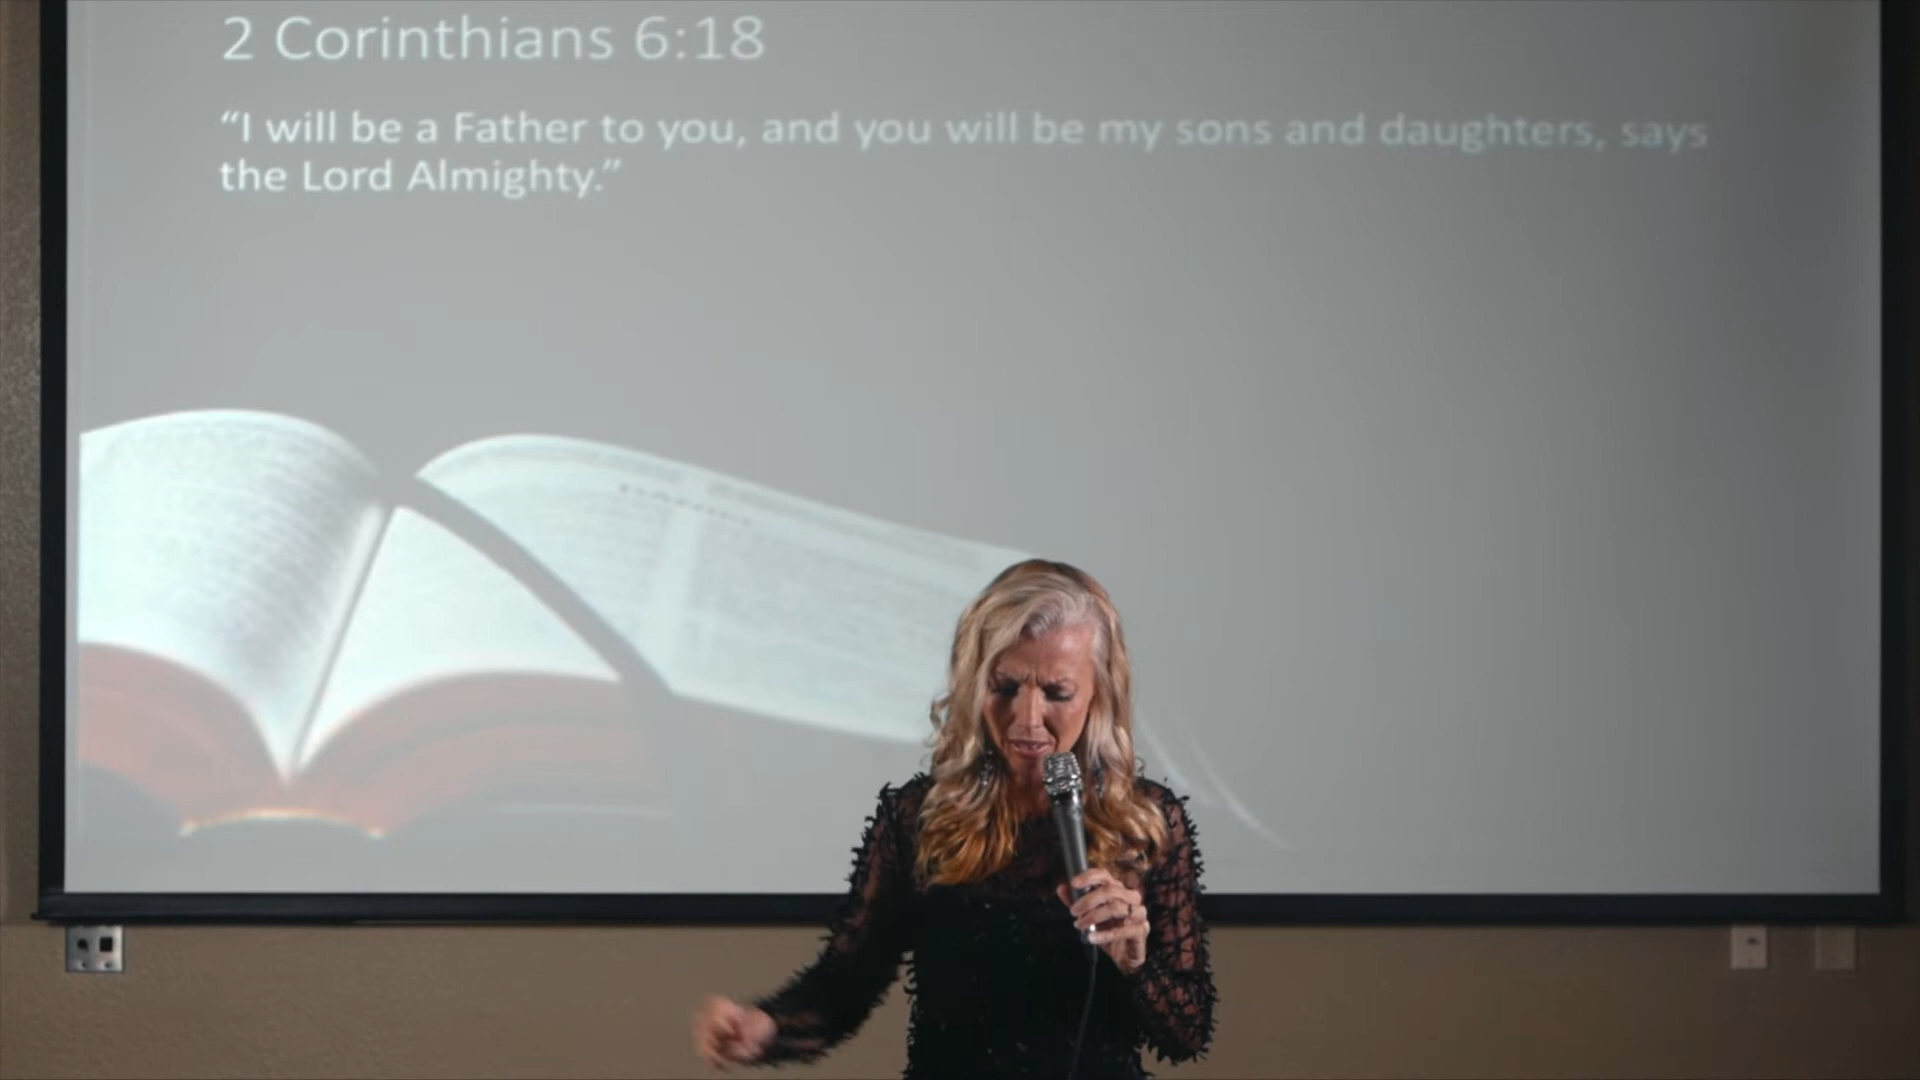 2 Corinthians 6:18
“I will be a Father to you, and you will be my sons and daughters, says
the Lord Almighty.”